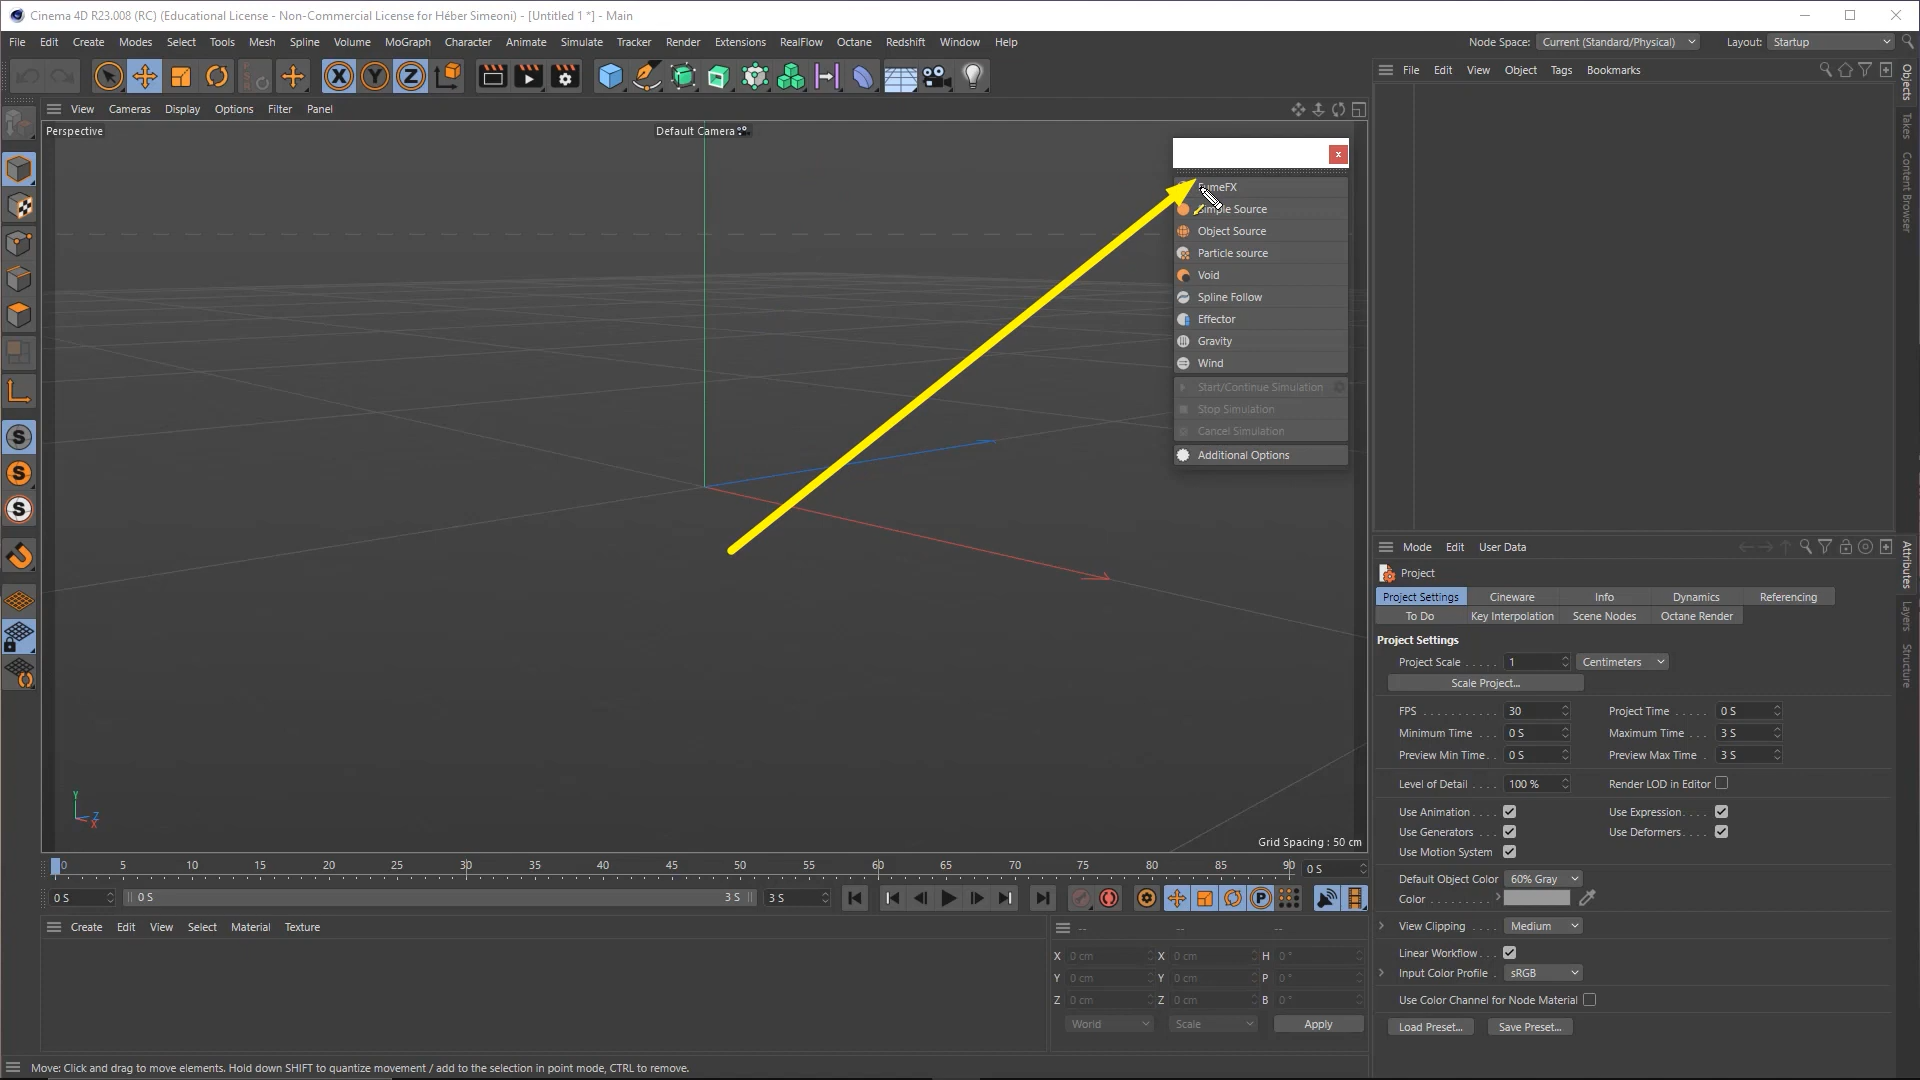 Cinema 4D R23.008 (RC) (Educational License - Non-Commercial License for Héber Simeoni) - [Untitled 1 *] - Main
File Edit Create Modes Select Tools Mesh Spline Volume MoGraph Character Animate Simulate Tracker Render Extensions RealFlow Octane Redshift Window Help
Node Space: Current (Standard/Physical) Layout: Startup
X Y Z
File Edit View Object Tags Bookmarks
Objects
Takes
Content Browser
View Cameras Display Options Filter Panel
Perspective
Default Camera
x
FumeFX
Simple Source
Object Source
Particle source
Void
Spline Follow
Effector
Gravity
Wind
Start/Continue Simulation
Stop Simulation
Cancel Simulation
Additional Options
S
S
S
Y
Z
X
Grid Spacing : 50 cm
Mode Edit User Data
Attributes
Layers
Structure
Project
Project Settings Cineware Info Dynamics Referencing
To Do Key Interpolation Scene Nodes Octane Render
Project Settings
Project Scale . . . . . 1 Centimeters
Scale Project...
FPS . . . . . . . . . . . 30 Project Time . . . . . 0 S
Minimum Time . . . 0 S Maximum Time . . . 3 S
Preview Min Time . . 0 S Preview Max Time . 3 S
Level of Detail . . . . 100 % Render LOD in Editor
Use Animation . . . . Use Expression . . . .
Use Generators . . . Use Deformers . . . .
Use Motion System
Default Object Color 60% Gray
Color . . . . . . . . .
View Clipping . . . . Medium
Linear Workflow . . .
Input Color Profile . sRGB
Use Color Channel for Node Material
Load Preset... Save Preset...
0 5 10 15 20 25 30 35 40 45 50 55 60 65 70 75 80 85 90 0 S
0 S 0 S 3 S 3 S P
Create Edit View Select Material Texture
-- -- --
X 0 cm X 0 cm H 0 °
Y 0 cm Y 0 cm P 0 °
Z 0 cm Z 0 cm B 0 °
World Scale Apply
Move: Click and drag to move elements. Hold down SHIFT to quantize movement / add to the selection in point mode, CTRL to remove.